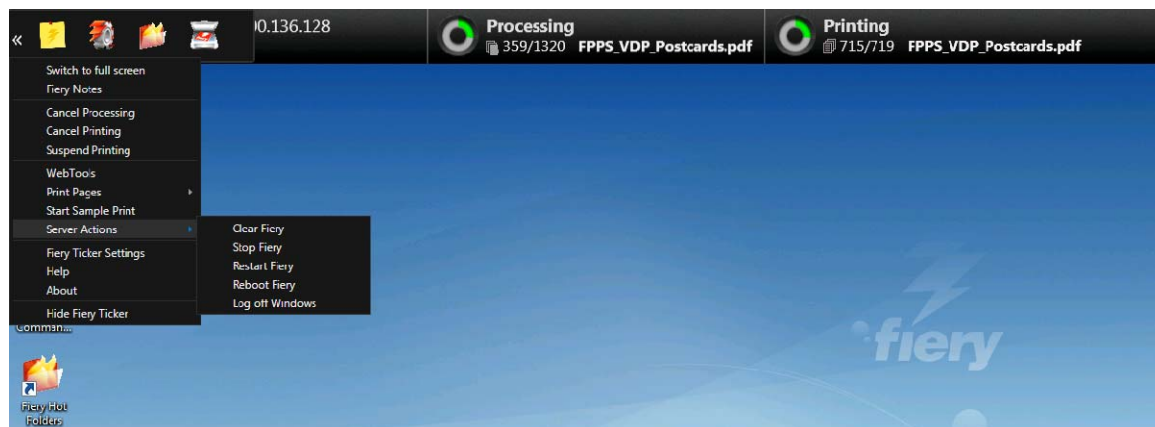 «
0.136.128
Processing
359/1320 FPPS_VDP_Postcards.pdf
Printing
715/719 FPPS_VDP_Postcards.pdf
Switch to full screen
Fiery Notes
Cancel Processing
Cancel Printing
Suspend Printing
WebTools
Print Pages
Start Sample Print
Server Actions
Clear Fiery
Stop Fiery
Restart Fiery
Reboot Fiery
Log off Windows
Fiery Ticker Settings
Help
About
Hide Fiery Ticker
Comman...
Fiery Hot
Folders
fiery